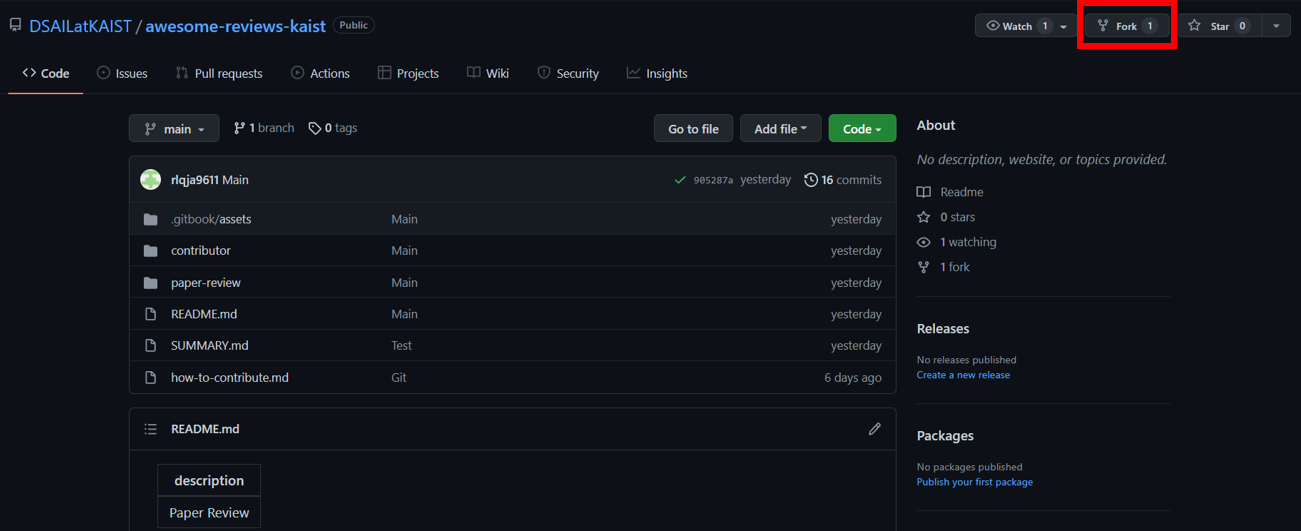 DSAILatKAIST / awesome-reviews-kaist Public
Watch 1 Fork 1 Star 0
Code Issues Pull requests Actions Projects Wiki Security Insights
main 1 branch 0 tags Go to file Add file Code
rlqja9611 Main 905287a yesterday 16 commits
.gitbook/assets Main yesterday
contributor Main yesterday
paper-review Main yesterday
README.md Main yesterday
SUMMARY.md Test yesterday
how-to-contribute.md Git 6 days ago
README.md
description
Paper Review
About
No description, website, or topics provided.
Readme
0 stars
1 watching
1 fork
Releases
No releases published
Create a new release
Packages
No packages published
Publish your first package